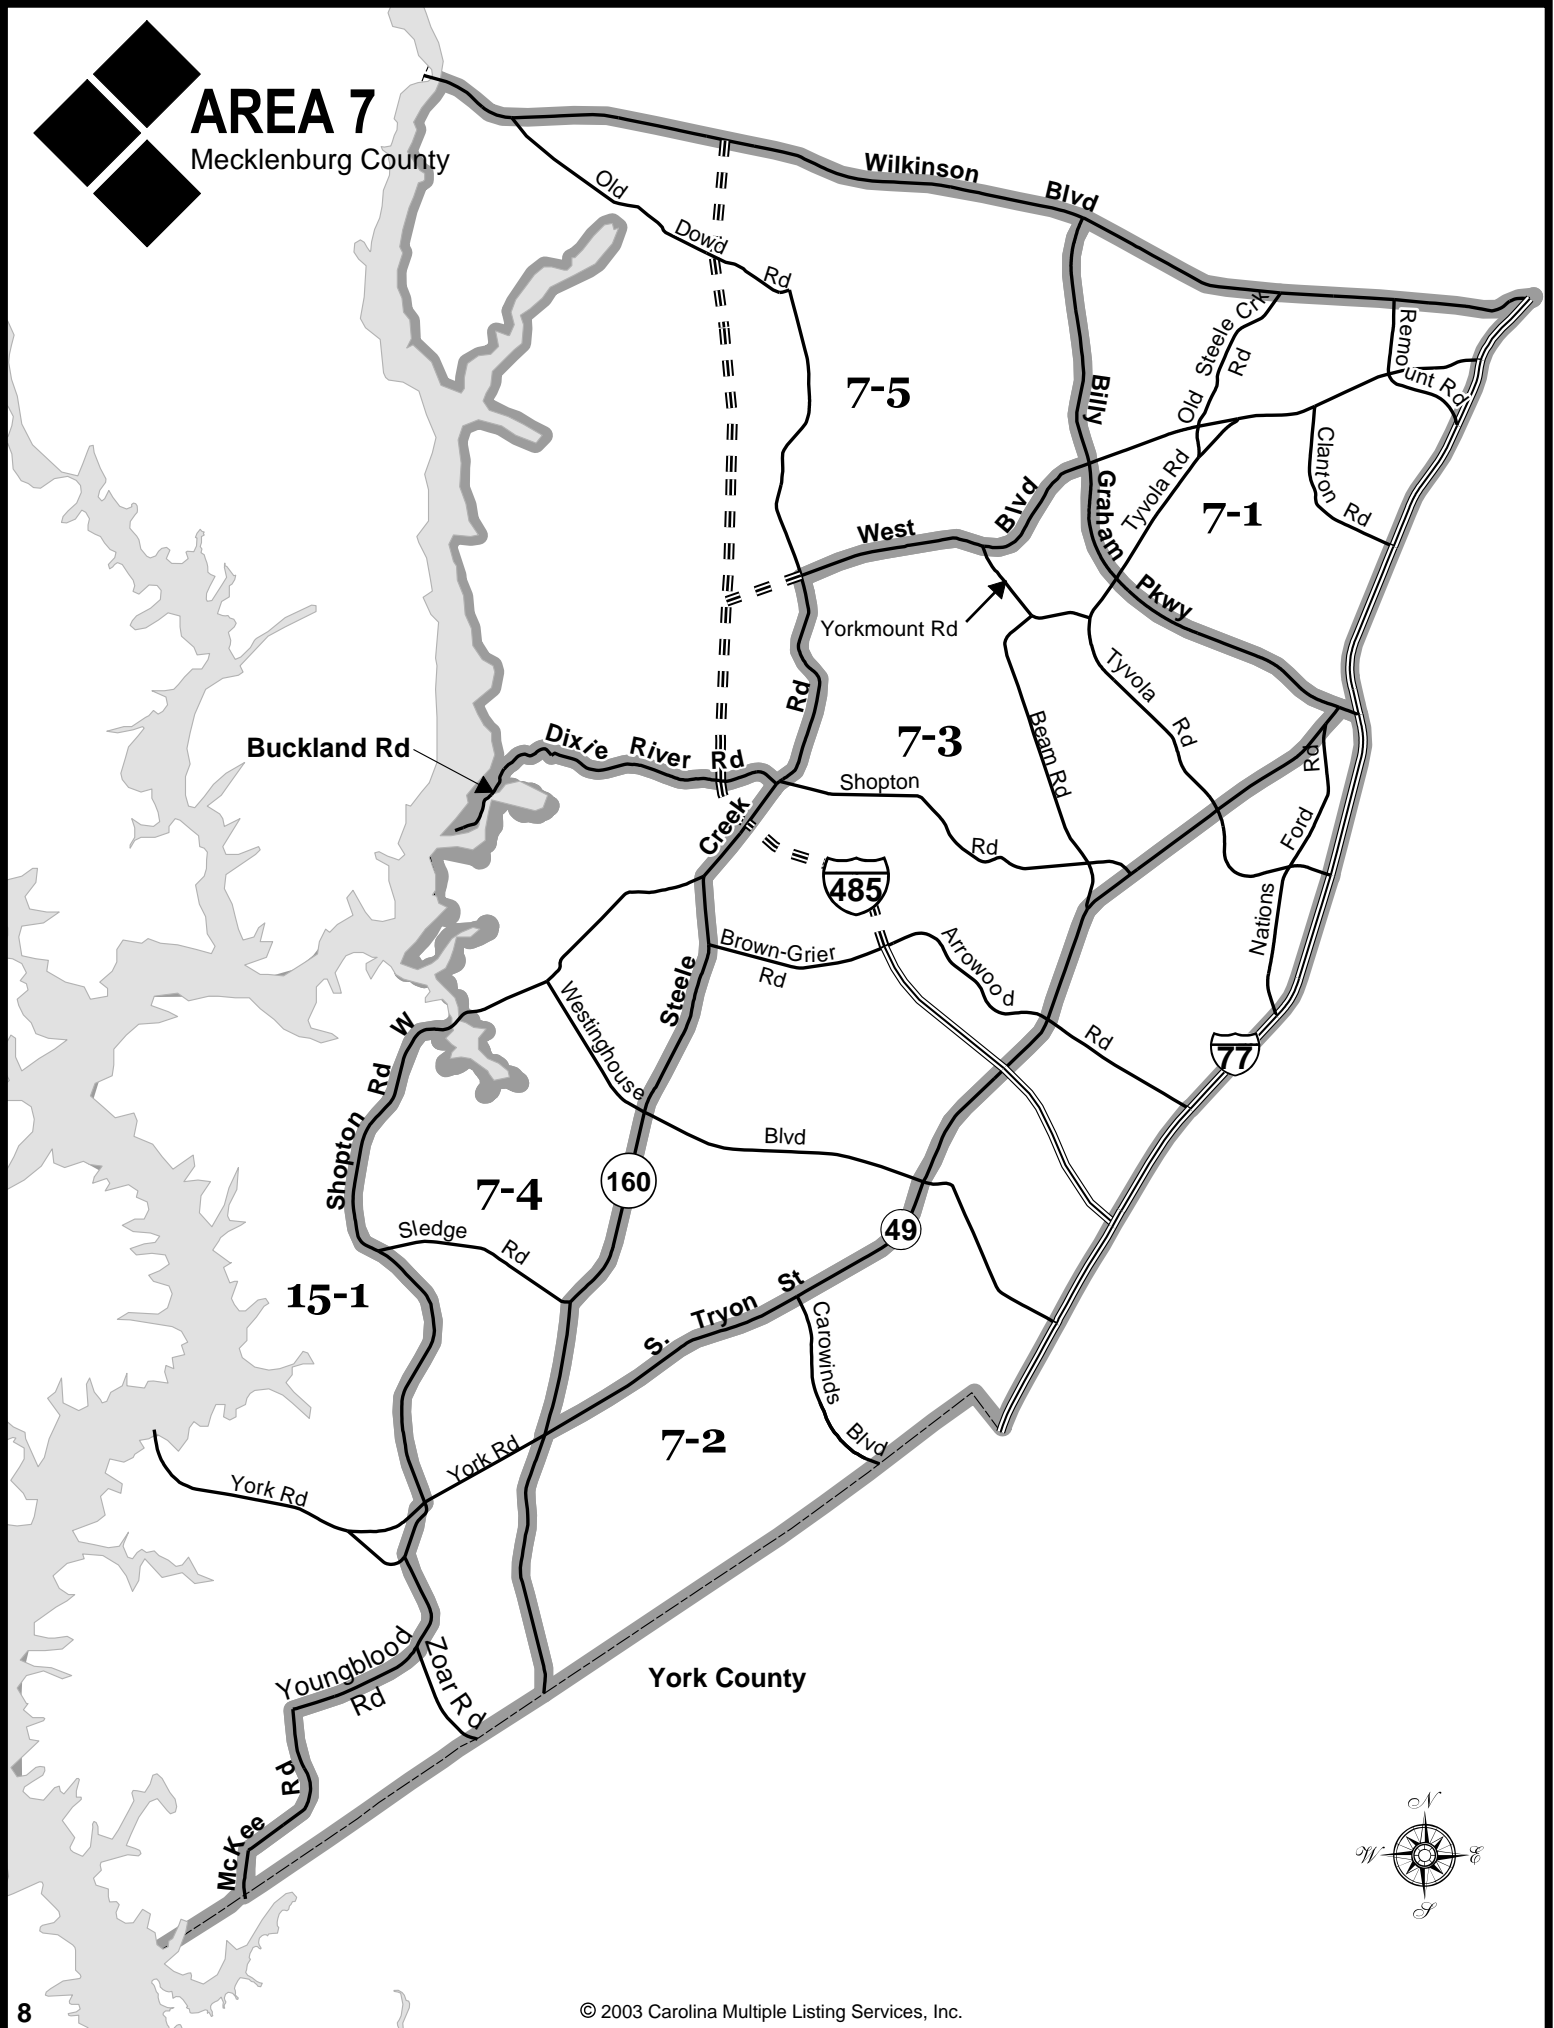 AREA 7
Mecklenburg County
Wilkinson Blvd
Old Dowd Rd
Old Steele Crk Rd
Remount Rd
7-5
Billy Graham Pkwy
Clanton Rd
Tyvola Rd
7-1
West Blvd
Yorkmount Rd
Tyvola Rd
Rd
7-3
Beam Rd
Buckland Rd
Dixie River Rd
Shopton Rd
Creek
485
Nations Ford Rd
Brown-Grier Rd
Arrowood Rd
Steele
Westinghouse Blvd
Shopton Rd W
77
7-4
160
Sledge Rd
49
15-1
S. Tryon St
Carowinds Blvd
7-2
York Rd
York Rd
Youngblood Rd
Zoar Rd
York County
McKee Rd
N
W
E
S
8
© 2003 Carolina Multiple Listing Services, Inc.